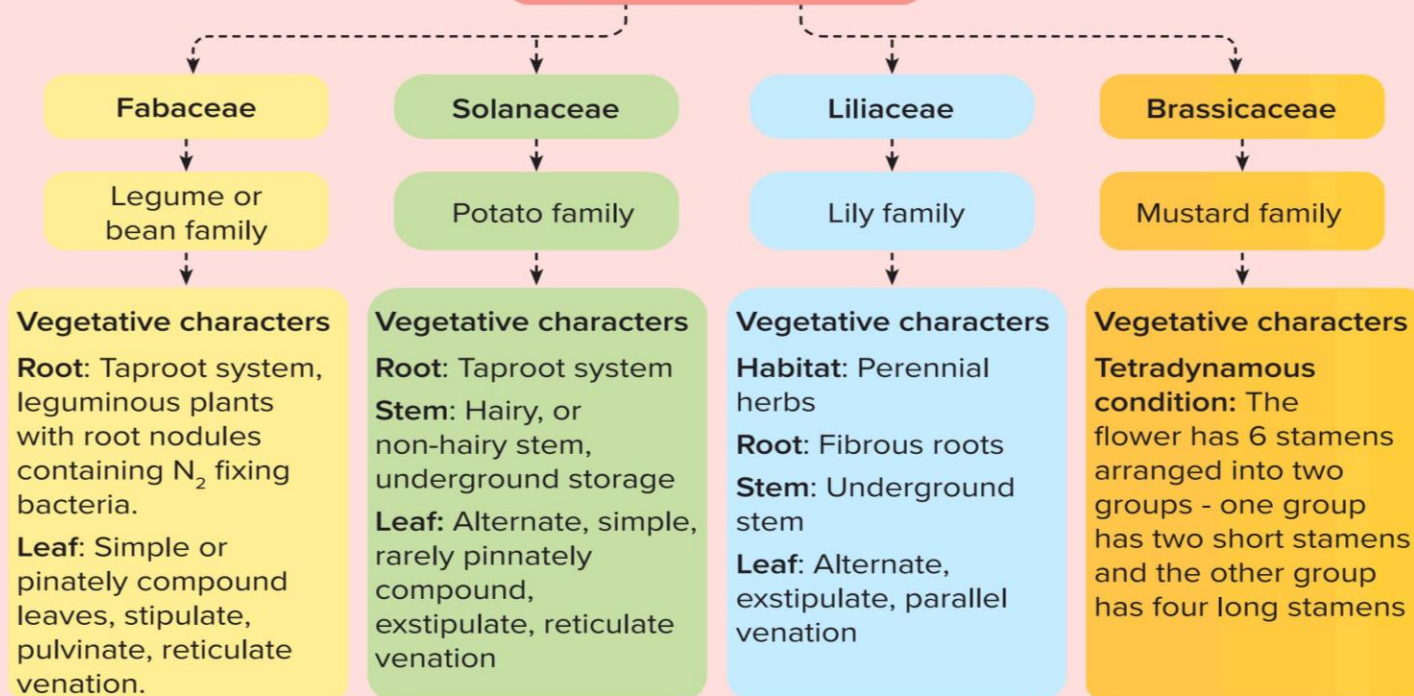 Fabaceae
Solanaceae
Liliaceae
Brassicaceae
Legume or
bean family
Potato family
Lily family
Mustard family
Vegetative characters
Root: Taproot system,
leguminous plants
with root nodules
containing N₂ fixing
bacteria.
Leaf: Simple or
pinately compound
leaves, stipulate,
pulvinate, reticulate
venation.
Vegetative characters
Root: Taproot system
Stem: Hairy, or
non-hairy stem,
underground storage
Leaf: Alternate, simple,
rarely pinnately
compound,
exstipulate, reticulate
venation
Vegetative characters
Habitat: Perennial
herbs
Root: Fibrous roots
Stem: Underground
stem
Leaf: Alternate,
exstipulate, parallel
venation
Vegetative characters
Tetradynamous
condition: The
flower has 6 stamens
arranged into two
groups - one group
has two short stamens
and the other group
has four long stamens